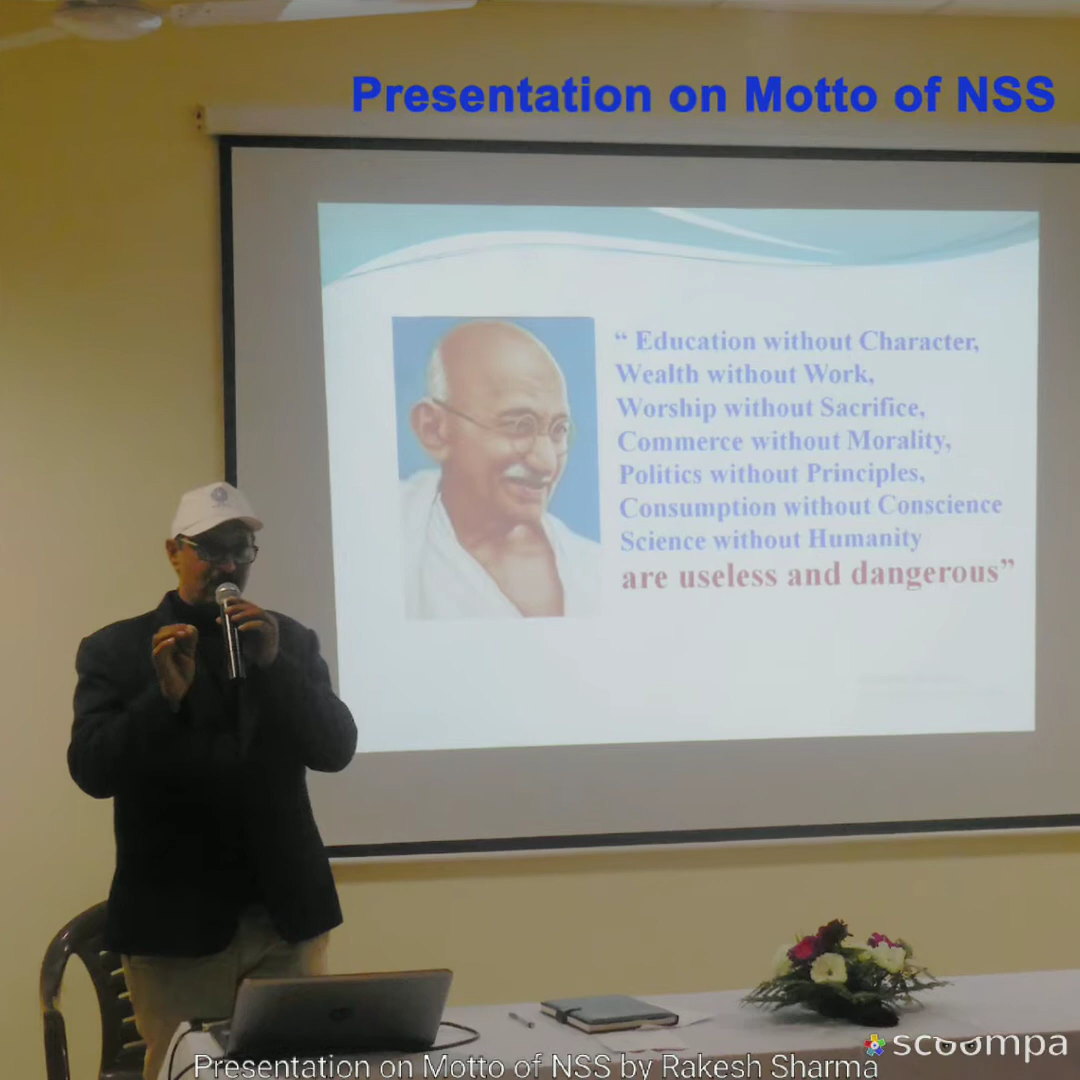 Presentation on Motto of NSS
“ Education without Character,
Wealth without Work,
Worship without Sacrifice,
Commerce without Morality,
Politics without Principles,
Consumption without Conscience
Science without Humanity
are useless and dangerous”
scoompa
Presentation on Motto of NSS by Rakesh Sharma